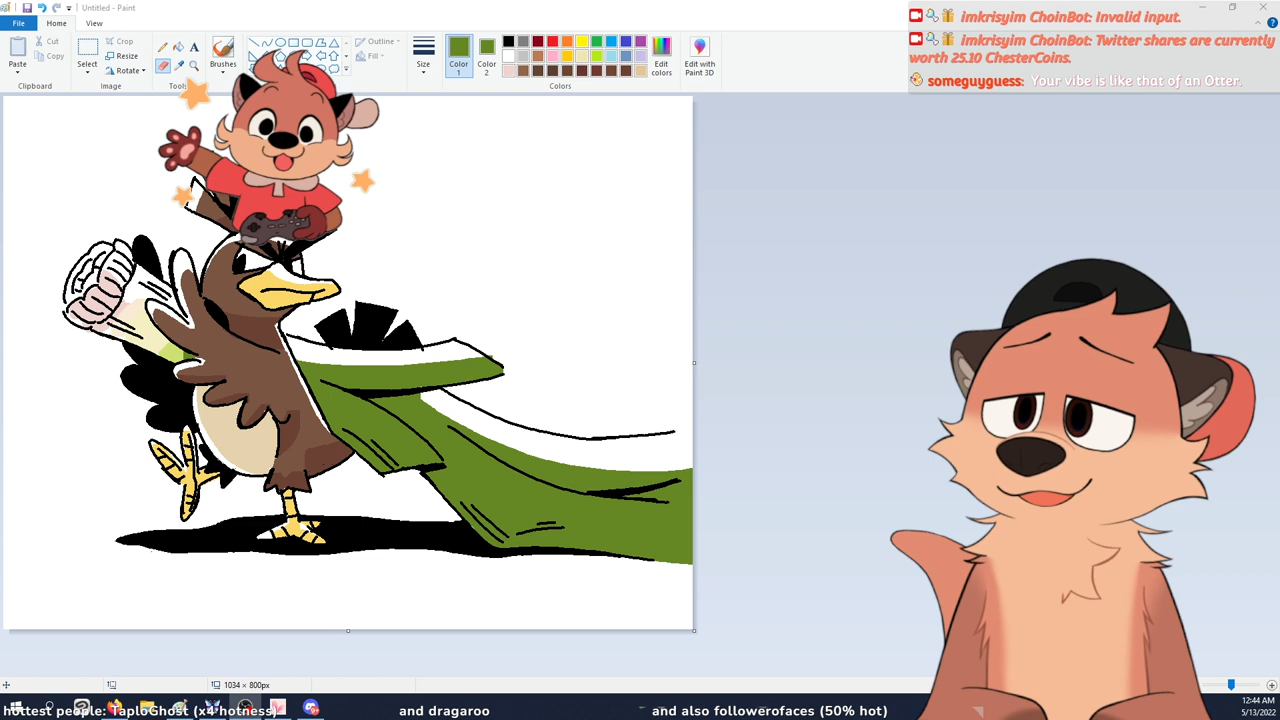 Untitled - Paint
File
Home
View
Paste
Cut
Copy
Clipboard
Select
Crop
Resize
Rotate
Image
Tools
Brushes
Outline
Fill
Size
Color
1
Color
2
Edit
colors
Edit with
Paint 3D
Colors
imkrisyim ChoinBot: Invalid input.
imkrisyim ChoinBot: Twitter shares are currently
worth 25.10 ChesterCoins.
someguyguess: Your vibe is like that of an Otter.
1034 × 800px
12:44 AM
5/13/2022
hottest people: TaploGhost (x4 hotness)
and dragaroo
and also followerofaces (50% hot)